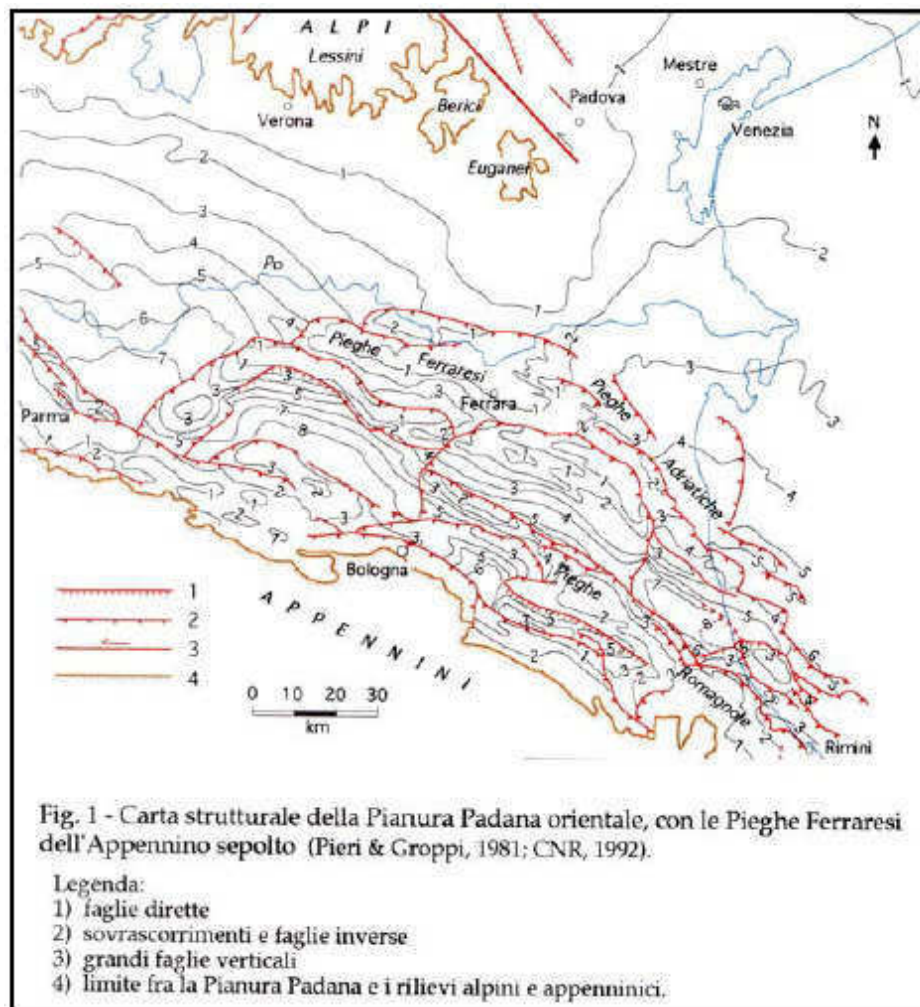 ALPI
Lessini
Mestre
Padova
Verona
Berici
Venezia
N
Euganei
Po
Pieghe
Ferraresi
Ferrara
Pieghe
Adriatiche
Parma
Bologna
Pieghe
Romagnole
Rimini
APPENNINI
1
2
3
4
0 10 20 30
km
Fig. 1 - Carta strutturale della Pianura Padana orientale, con le Pieghe Ferraresi
dell'Appennino sepolto (Pieri & Groppi, 1981; CNR, 1992).
Legenda:
1) faglie dirette
2) sovrascorrimenti e faglie inverse
3) grandi faglie verticali
4) limite fra la Pianura Padana e i rilievi alpini e appenninici.